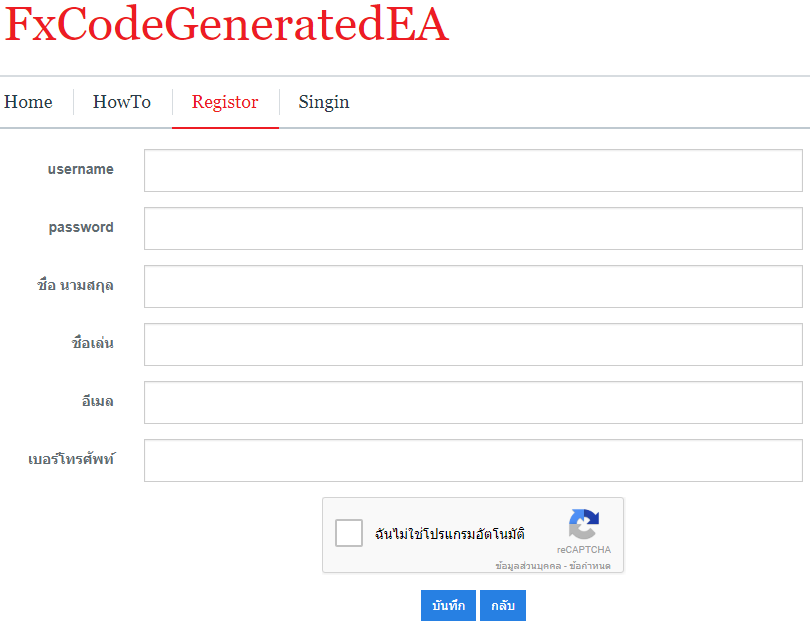 FxCodeGeneratedEA
Home HowTo Registor Singin
username
password
ชื่อ นามสกุล
ชื่อเล่น
อีเมล
เบอร์โทรศัพท์
ฉันไม่ใช่โปรแกรมอัตโนมัติ
reCAPTCHA
ข้อมูลส่วนบุคคล - ข้อกำหนด
บันทึก กลับ